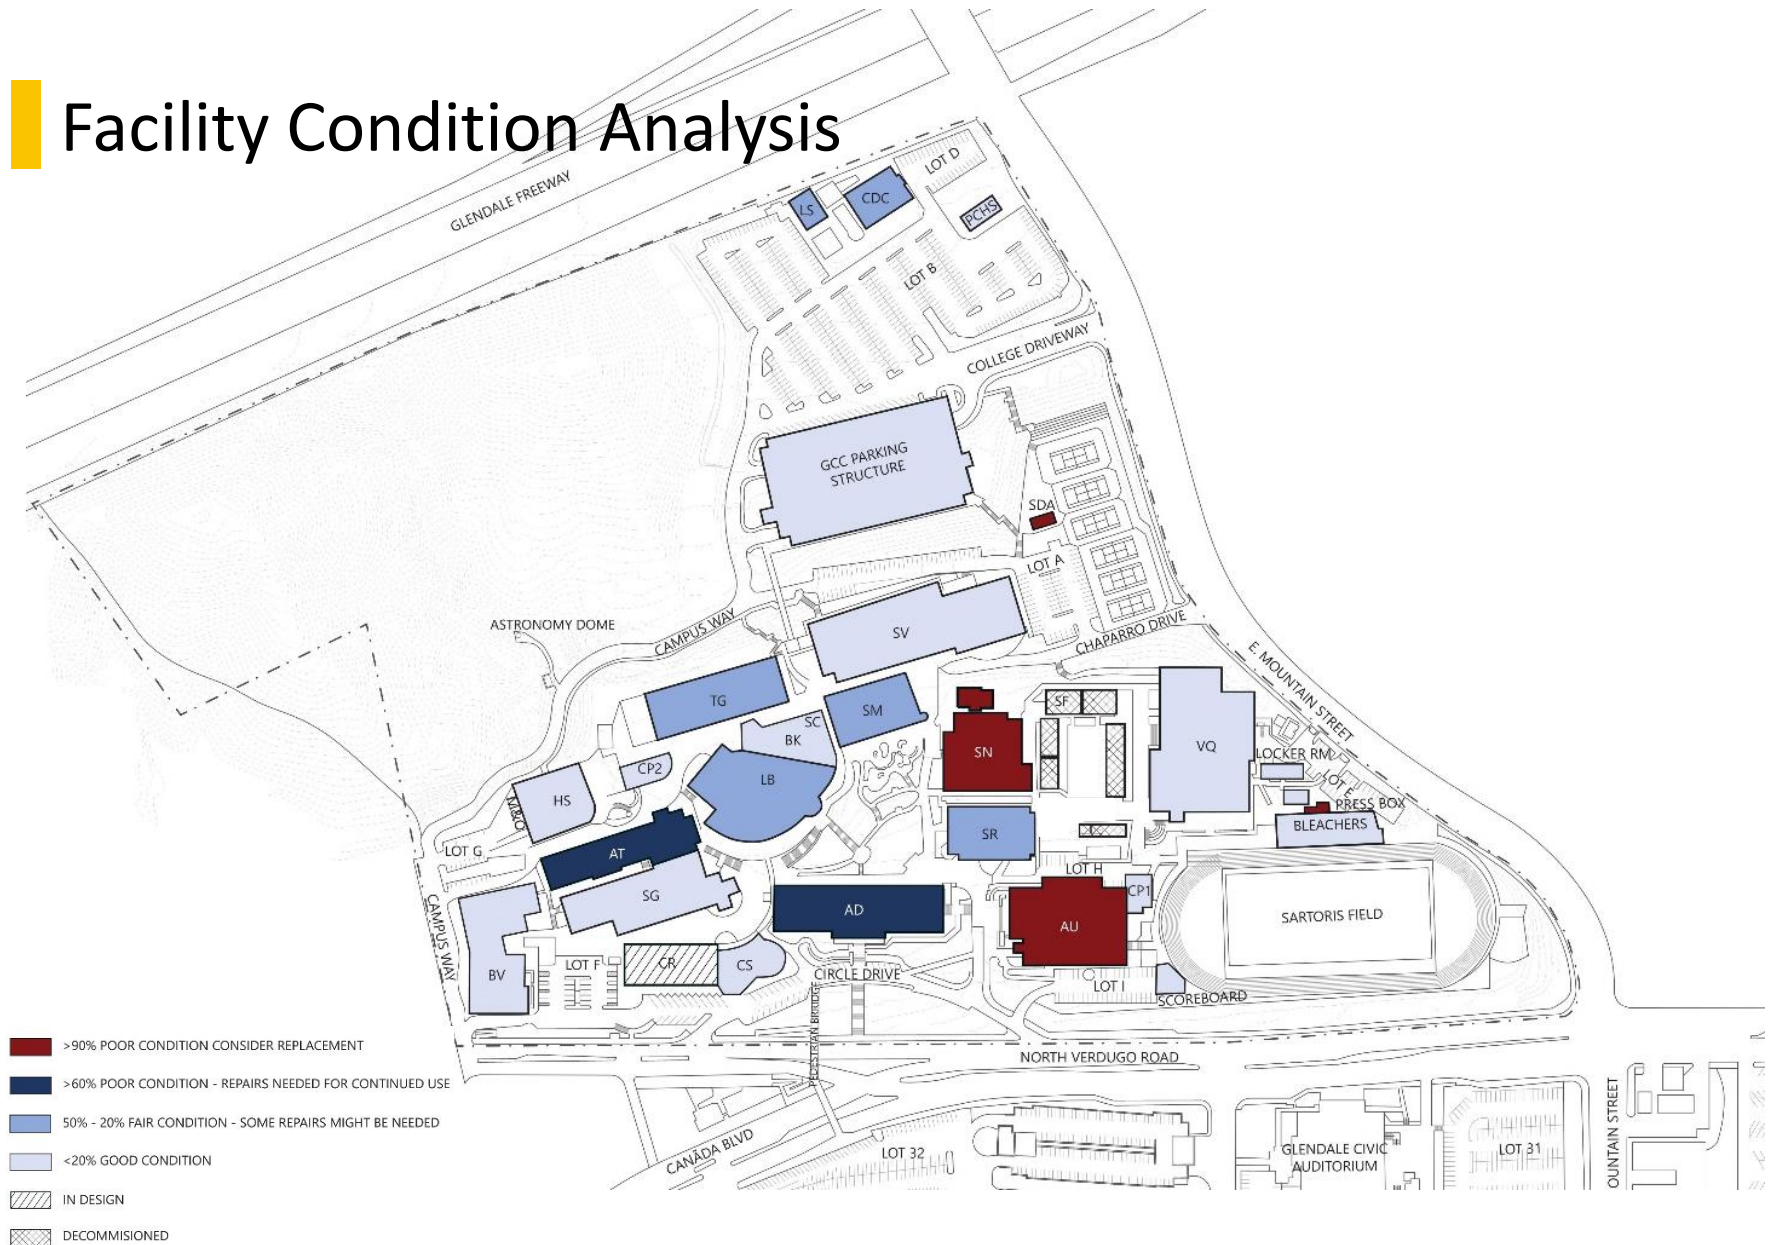 Facility Condition Analysis
GLENDALE FREEWAY
LOT D
LS
CDC
PCHS
LOT B
COLLEGE DRIVEWAY
GCC PARKING
STRUCTURE
SDA
LOT A
ASTRONOMY DOME
CAMPUS WAY
SV
CHAPARRO DRIVE
E. MOUNTAIN STREET
TG
SC
SM
BK
SF
SN
VQ
LOCKER RM
LOT E
CP2
LB
HS
M&O
PRESS BOX
BLEACHERS
SR
LOT G
AT
LOT H
CP1
SG
AD
AU
SARTORIS FIELD
CAMPUS WAY
BV
LOT F
CR
CS
CIRCLE DRIVE
LOT I
SCOREBOARD
PEDESTRIAN BRIDGE
NORTH VERDUGO ROAD
>90% POOR CONDITION CONSIDER REPLACEMENT
>60% POOR CONDITION - REPAIRS NEEDED FOR CONTINUED USE
50% - 20% FAIR CONDITION - SOME REPAIRS MIGHT BE NEEDED
<20% GOOD CONDITION
IN DESIGN
DECOMMISIONED
CANADA BLVD
LOT 32
GLENDALE CIVIC
AUDITORIUM
LOT 31
OUNTAIN STREET